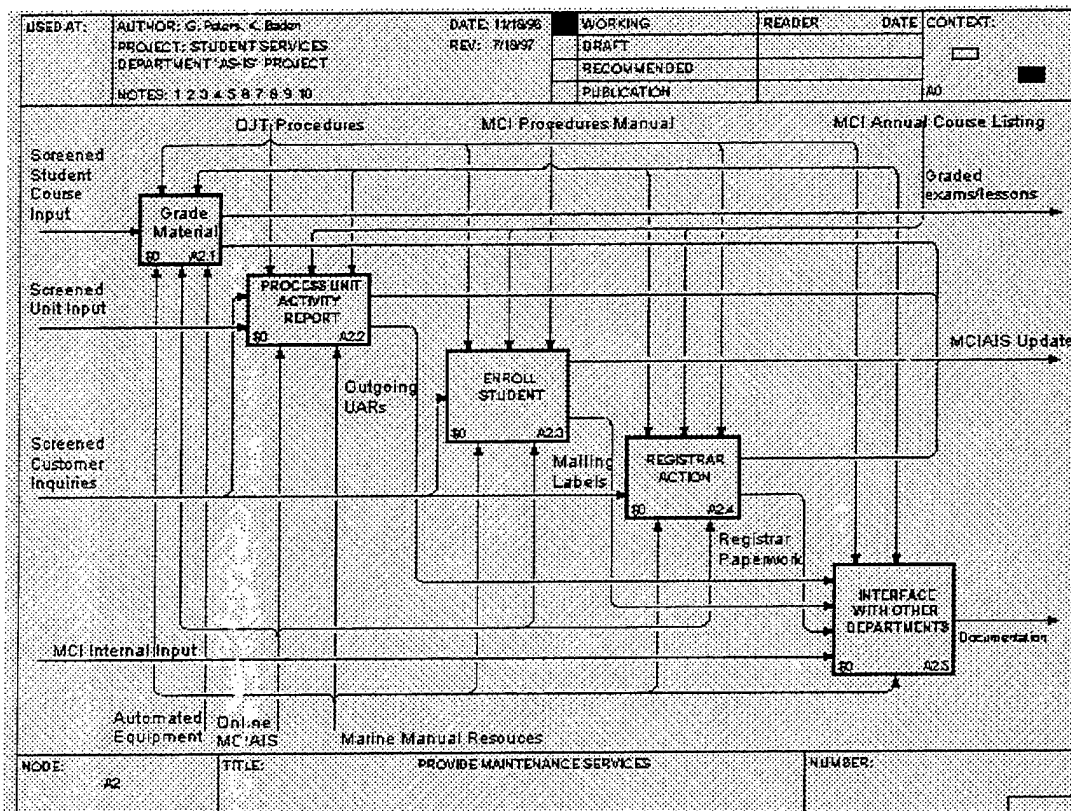 USED AT:
AUTHOR: G. Peters, K. Baden
DATE: 11/18/96
WORKING
READER
DATE
CONTEXT:
PROJECT: STUDENT SERVICES
REV: 7/18/97
DRAFT
DEPARTMENT 'AS-IS' PROJECT
RECOMMENDED
NOTES: 1 2 3 4 5 6 7 8 9 10
PUBLICATION
A0
OJT Procedures
MCI Procedures Manual
MCI Annual Course Listing
Screened
Student
Course
Input
Graded
exams/lessons
Grade
Material
$0
A2.1
Screened
Unit Input
PROCESS UNIT
ACTIVITY
REPORT
$0
A2.2
MCIAIS Update
Outgoing
UARs
ENROLL
STUDENT
$0
A2.3
Screened
Customer
Inquiries
Mailing
Labels
REGISTRAR
ACTION
$0
A2.4
Registrar
Paperwork
INTERFACE
WITH OTHER
DEPARTMENTS
$0
A2.5
Documentation
MCI Internal Input
Automated
Equipment
Online
MCIAIS
Marine Manual Resouces
NODE:
A2
TITLE:
PROVIDE MAINTENANCE SERVICES
NUMBER: